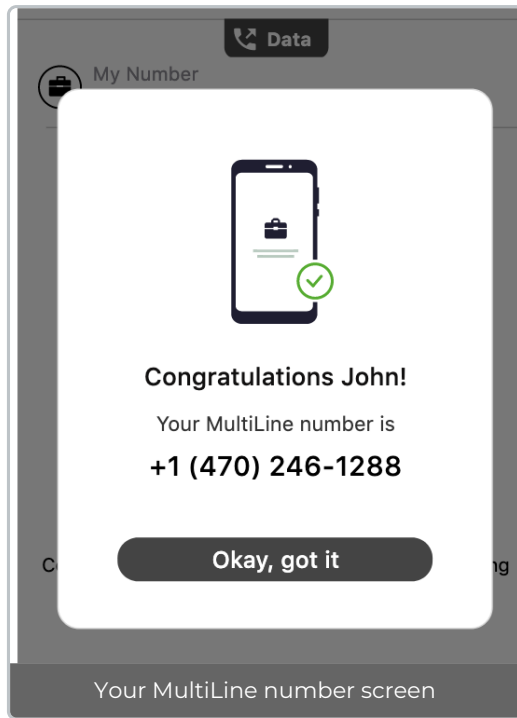 Data
My Number
Congratulations John!
Your MultiLine number is
+1 (470) 246-1288
Okay, got it
Your MultiLine number screen